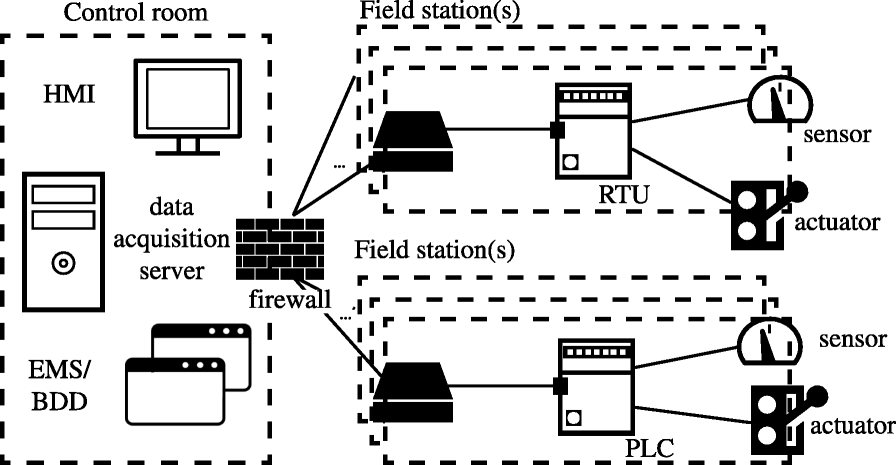 Control room
HMI
data
acquisition
server
EMS/
BDD
firewall
...
...
Field station(s)
sensor
RTU
actuator
Field station(s)
sensor
PLC
actuator